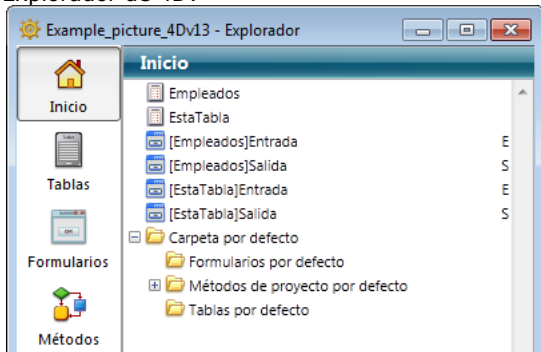 Example_picture_4Dv13 - Explorador
Inicio
Inicio
Empleados
EstaTabla
[Empleados]Entrada E
[Empleados]Salida S
[EstaTabla]Entrada E
[EstaTabla]Salida S
Carpeta por defecto
Formularios por defecto
Métodos de proyecto por defecto
Tablas por defecto
Tablas
Formularios
Métodos